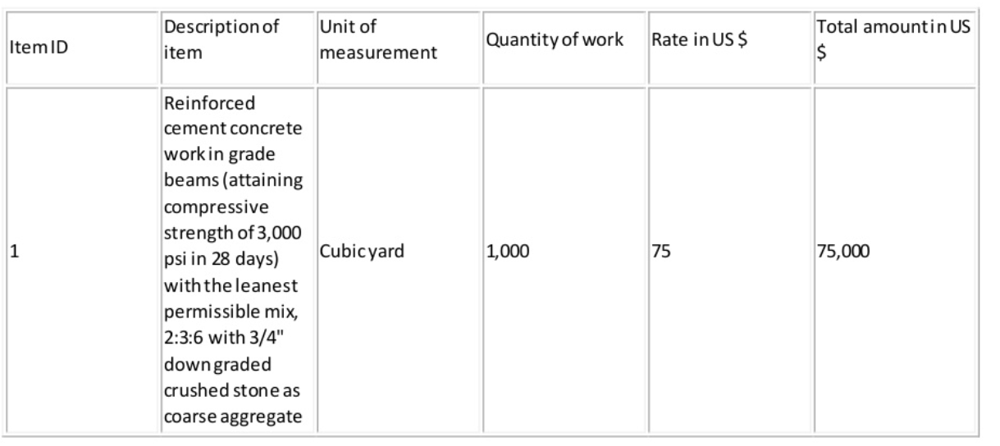 Item ID
Description of
item
Unit of
measurement
Quantity of work
Rate in US $
Total amount in US
$
1
Reinforced
cement concrete
work in grade
beams (attaining
compressive
strength of 3,000
psi in 28 days)
with the leanest
permissible mix,
2:3:6 with 3/4"
down graded
crushed stone as
coarse aggregate
Cubic yard
1,000
75
75,000